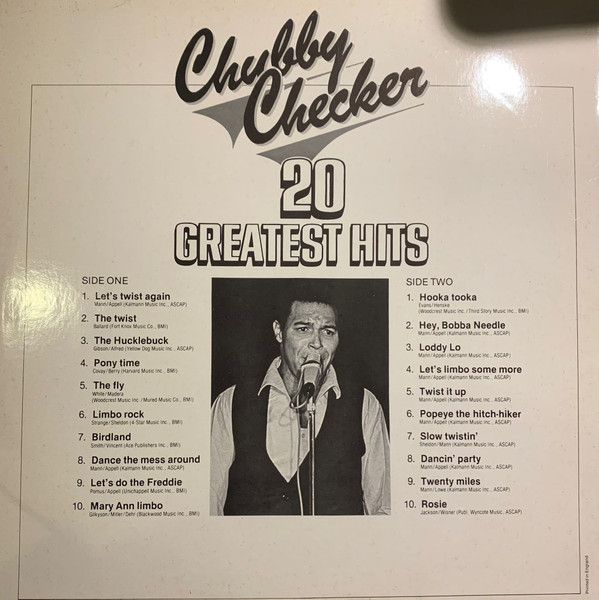 Chubby
Checker
20
GREATEST HITS
SIDE ONE
1. Let's twist again
Mann/Appell (Kalmann Music Inc., ASCAP)
2. The twist
Ballard (Fort Knox Music Co., BMI)
3. The Hucklebuck
Gibson/Alfred (Yellow Dog Music Inc., ASCAP)
4. Pony time
Covay/Berry (Harvard Music Inc., BMI)
5. The fly
White/Madera
(Woodcrest Music Inc./Mured Music Co., BMI)
6. Limbo rock
Strange/Sheldon (4-Star Music Inc., BMI)
7. Birdland
Smith/Vincent (Ace Publishers Inc., BMI)
8. Dance the mess around
Mann/Appell (Kalmann Music Inc., ASCAP)
9. Let's do the Freddie
Pomus/Appell (Unichappell Music Inc., BMI)
10. Mary Ann limbo
Gilkyson/Miller/Dehr (Blackwood Music Inc., BMI)
SIDE TWO
1. Hooka tooka
Evans/Henske
(Woodcrest Music Inc./Third Story Music Inc., BMI)
2. Hey, Bobba Needle
Mann/Appell (Kalmann Music Inc., ASCAP)
3. Loddy Lo
Mann/Appell (Kalmann Music Inc., ASCAP)
4. Let's limbo some more
Mann/Appell (Kalmann Music Inc., ASCAP)
5. Twist it up
Mann/Appell (Kalmann Music Inc., ASCAP)
6. Popeye the hitch-hiker
Mann/Appell (Kalmann Music Inc., ASCAP)
7. Slow twistin'
Sheldon/Mann (Kalmann Music Inc., ASCAP)
8. Dancin' party
Mann/Appell (Kalmann Music Inc., ASCAP)
9. Twenty miles
Mann/Lowe (Kalmann Music Inc., ASCAP)
10. Rosie
Jackson/Wisner (Publ. Wyncote Music, ASCAP)
Printed in England